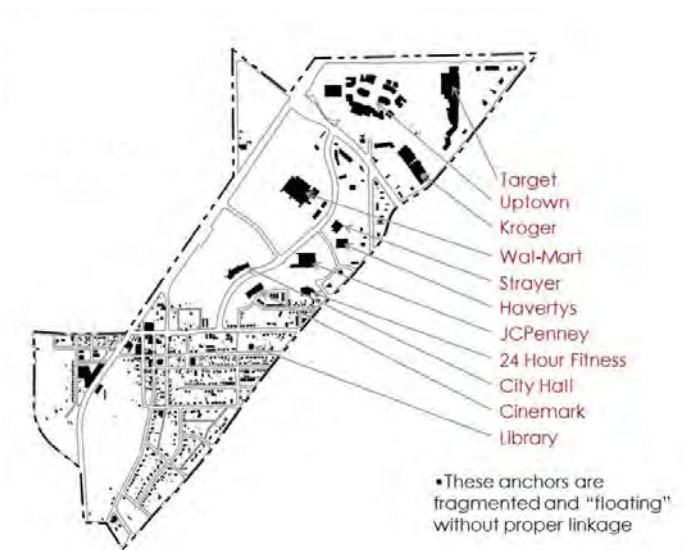 Target
Uptown
Kroger
Wal-Mart
Strayer
Havertys
JCPenney
24 Hour Fitness
City Hall
Cinemark
Library
•These anchors are
fragmented and "floating"
without proper linkage